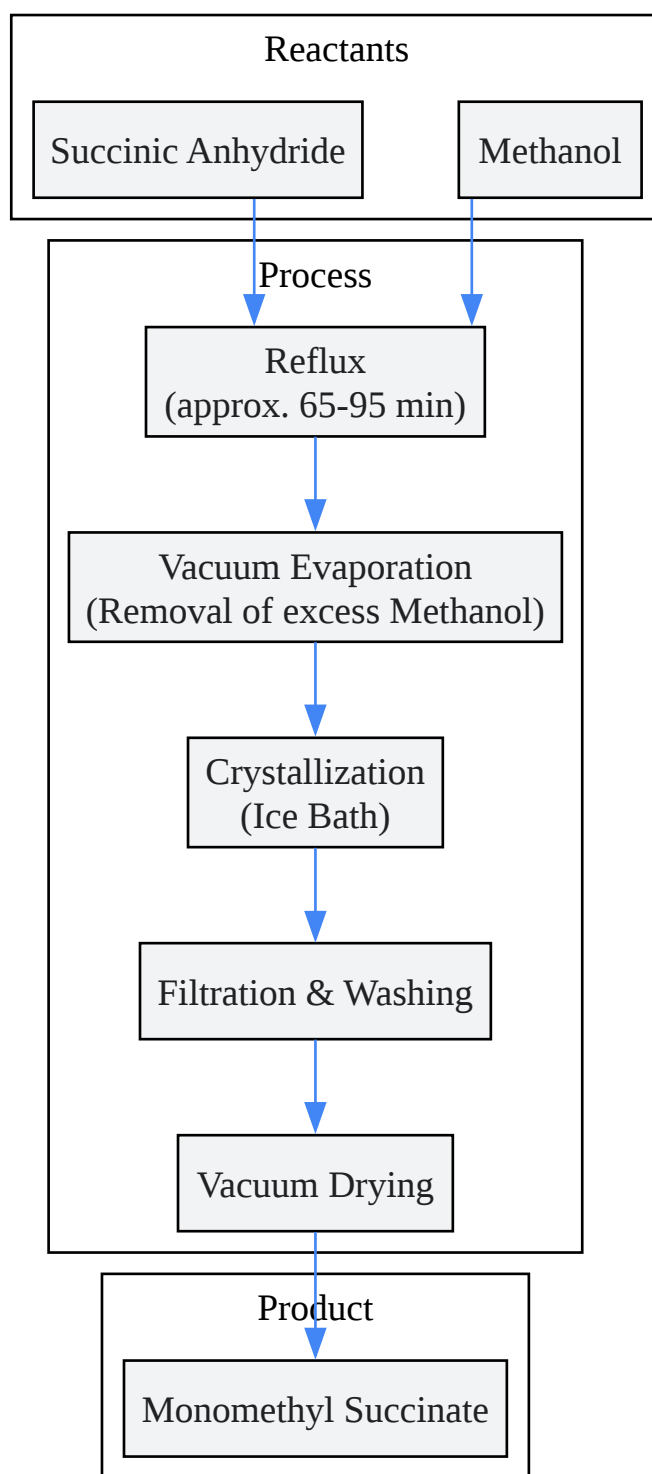 Reactants
Succinic Anhydride
Methanol
Process
Reflux
(approx. 65-95 min)
Vacuum Evaporation
(Removal of excess Methanol)
Crystallization
(Ice Bath)
Filtration & Washing
Vacuum Drying
Product
Monomethyl Succinate